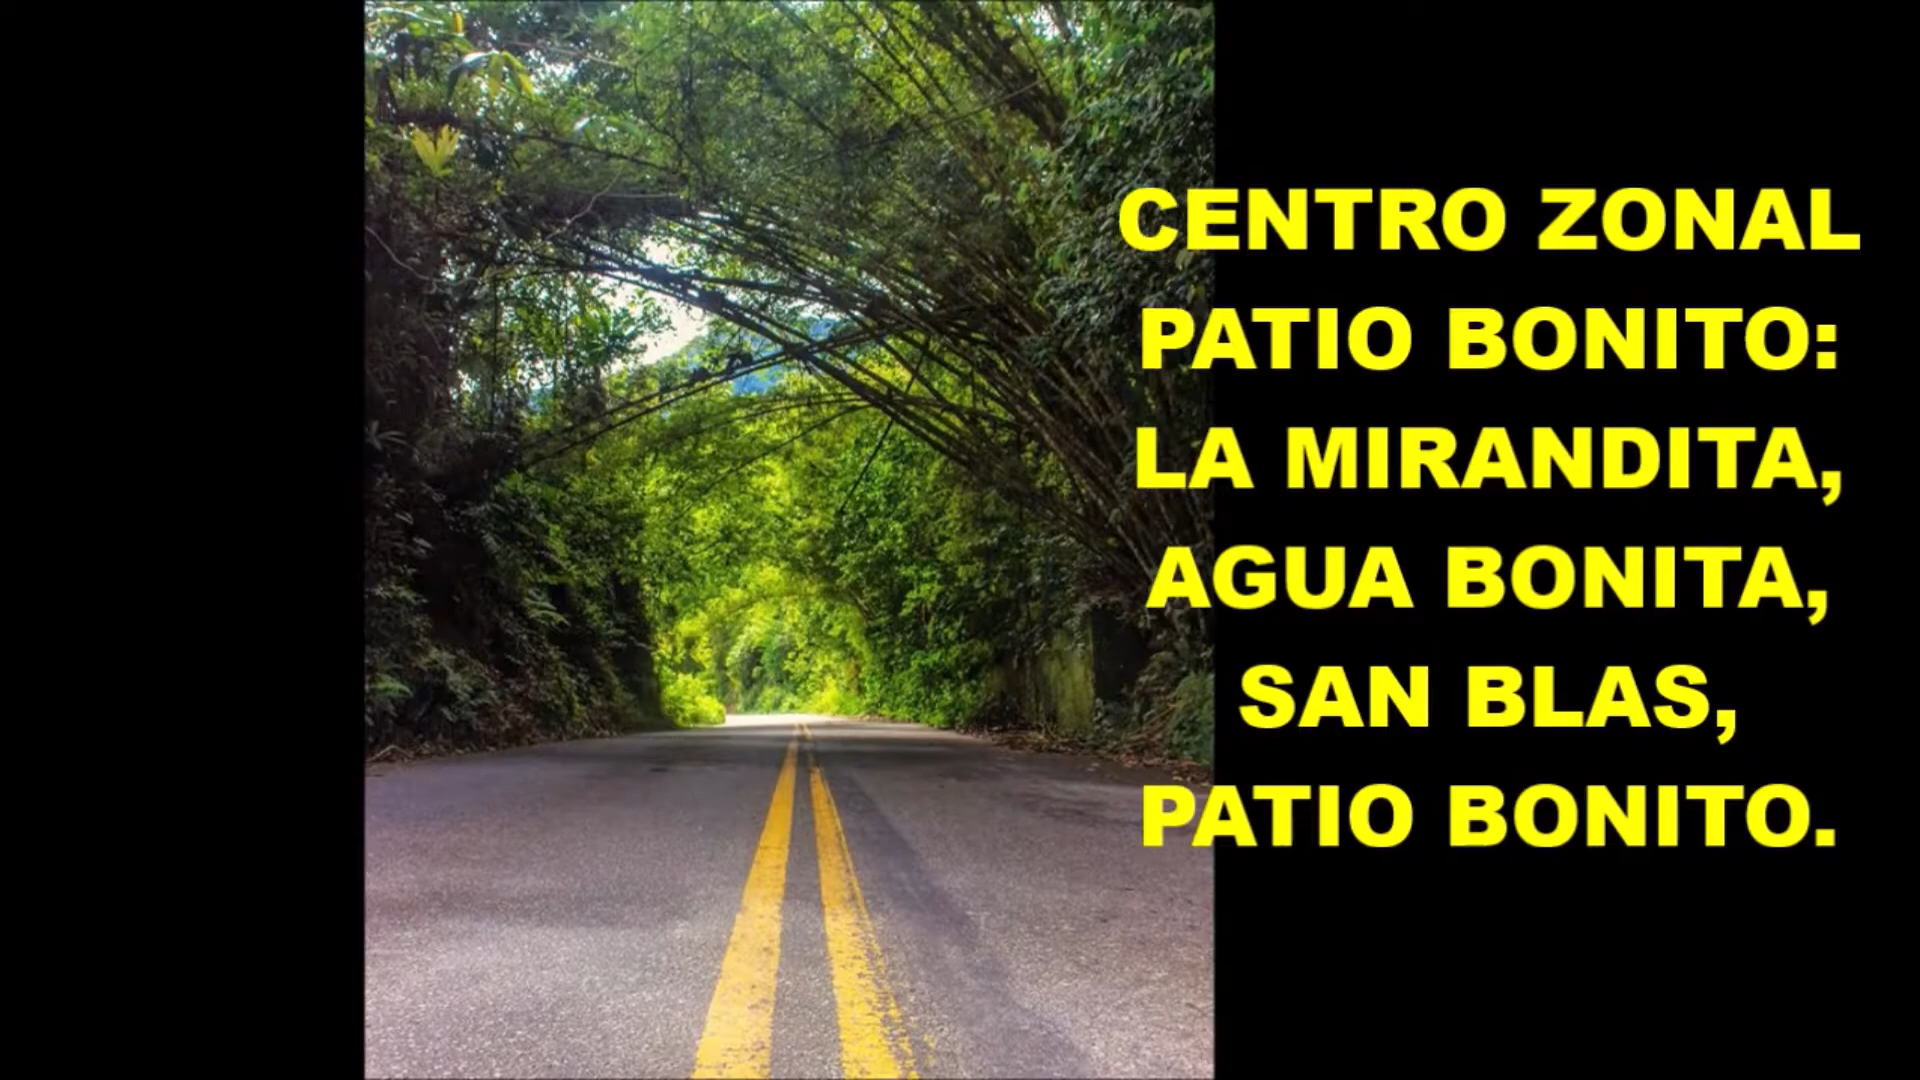 CENTRO ZONAL
PATIO BONITO:
LA MIRANDITA,
AGUA BONITA,
SAN BLAS,
PATIO BONITO.